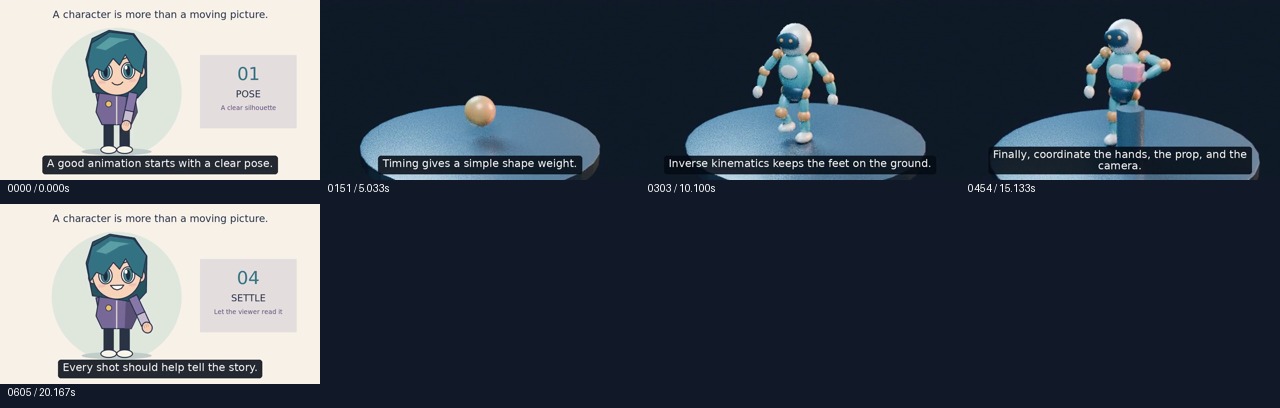 A character is more than a moving picture.
01
POSE
A clear silhouette
A good animation starts with a clear pose.
0000 / 0.000s
Timing gives a simple shape weight.
0151 / 5.033s
Inverse kinematics keeps the feet on the ground.
0303 / 10.100s
Finally, coordinate the hands, the prop, and the
camera.
0454 / 15.133s
A character is more than a moving picture.
04
SETTLE
Let the viewer read it
Every shot should help tell the story.
0605 / 20.167s